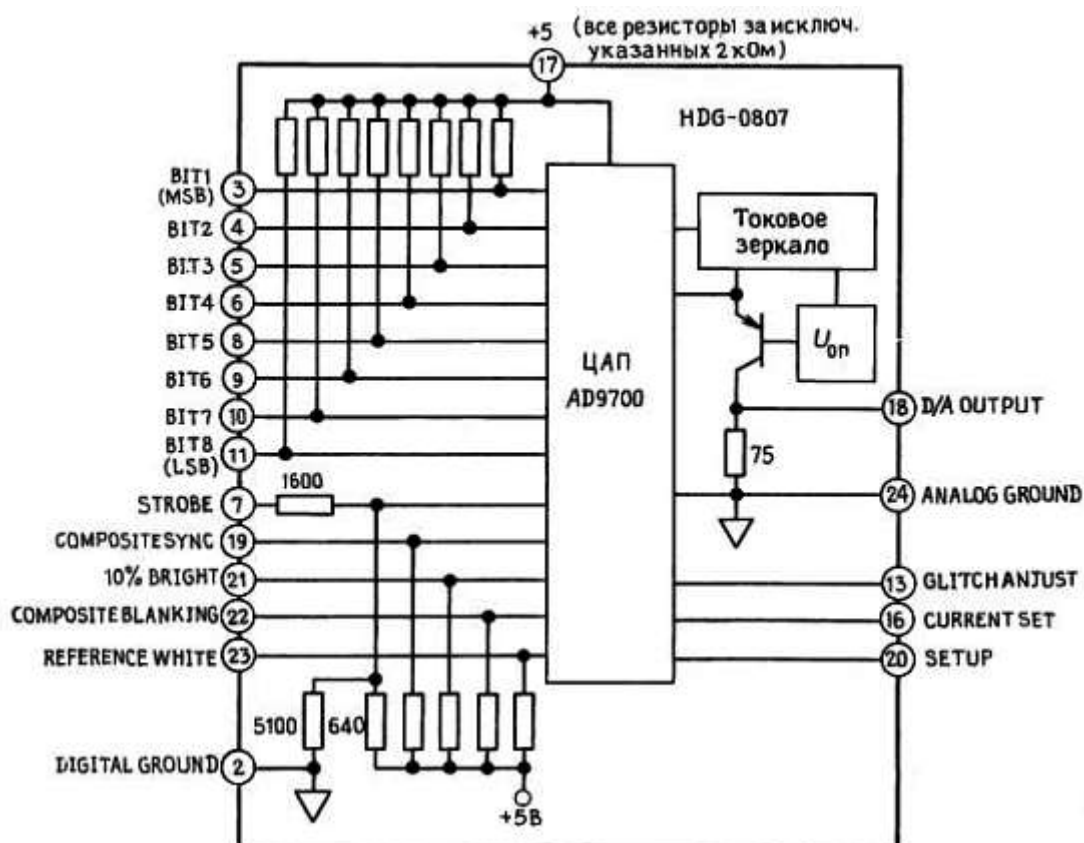 +5 (все резисторы за исключ.
указанных 2 кОм)
17
HDG-0807
BIT1
(MSB) 3
BIT2 4
BIT3 5
BIT4 6
BIT5 8
BIT6 9
BIT7 10
BIT8
(LSB) 11
1600
STROBE 7
COMPOSITE SYNC 19
10% BRIGHT 21
COMPOSITE BLANKING 22
REFERENCE WHITE 23
5100
640
DIGITAL GROUND 2
+5В
ЦАП
AD9700
Токовое
зеркало
Uоп
18 D/A OUTPUT
75
24 ANALOG GROUND
13 GLITCH ANJUST
16 CURRENT SET
20 SETUP